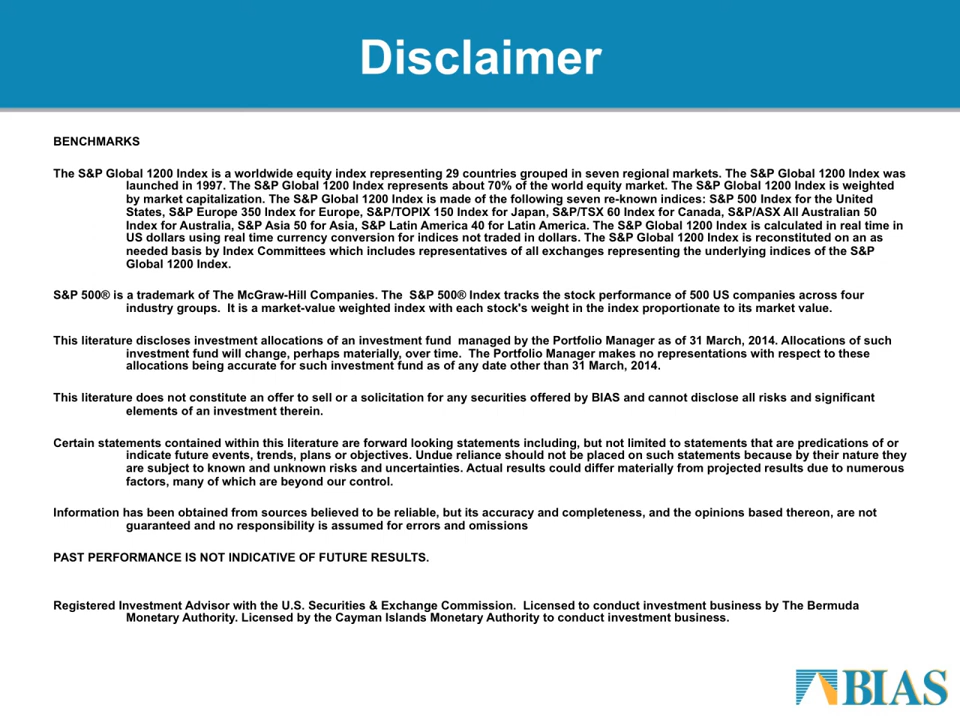 Disclaimer
BENCHMARKS
The S&P Global 1200 Index is a worldwide equity index representing 29 countries grouped in seven regional markets. The S&P Global 1200 Index was
launched in 1997. The S&P Global 1200 Index represents about 70% of the world equity market. The S&P Global 1200 Index is weighted
by market capitalization. The S&P Global 1200 Index is made of the following seven re-known indices: S&P 500 Index for the United
States, S&P Europe 350 Index for Europe, S&P/TOPIX 150 Index for Japan, S&P/TSX 60 Index for Canada, S&P/ASX All Australian 50
Index for Australia, S&P Asia 50 for Asia, S&P Latin America 40 for Latin America. The S&P Global 1200 Index is calculated in real time in
US dollars using real time currency conversion for indices not traded in dollars. The S&P Global 1200 Index is reconstituted on an as
needed basis by Index Committees which includes representatives of all exchanges representing the underlying indices of the S&P
Global 1200 Index.
S&P 500® is a trademark of The McGraw-Hill Companies. The  S&P 500® Index tracks the stock performance of 500 US companies across four
industry groups.  It is a market-value weighted index with each stock's weight in the index proportionate to its market value.
This literature discloses investment allocations of an investment fund  managed by the Portfolio Manager as of 31 March, 2014. Allocations of such
investment fund will change, perhaps materially, over time.  The Portfolio Manager makes no representations with respect to these
allocations being accurate for such investment fund as of any date other than 31 March, 2014.
This literature does not constitute an offer to sell or a solicitation for any securities offered by BIAS and cannot disclose all risks and significant
elements of an investment therein.
Certain statements contained within this literature are forward looking statements including, but not limited to statements that are predications of or
indicate future events, trends, plans or objectives. Undue reliance should not be placed on such statements because by their nature they
are subject to known and unknown risks and uncertainties. Actual results could differ materially from projected results due to numerous
factors, many of which are beyond our control.
Information has been obtained from sources believed to be reliable, but its accuracy and completeness, and the opinions based thereon, are not
guaranteed and no responsibility is assumed for errors and omissions
PAST PERFORMANCE IS NOT INDICATIVE OF FUTURE RESULTS.
Registered Investment Advisor with the U.S. Securities & Exchange Commission.  Licensed to conduct investment business by The Bermuda
Monetary Authority. Licensed by the Cayman Islands Monetary Authority to conduct investment business.
BIAS